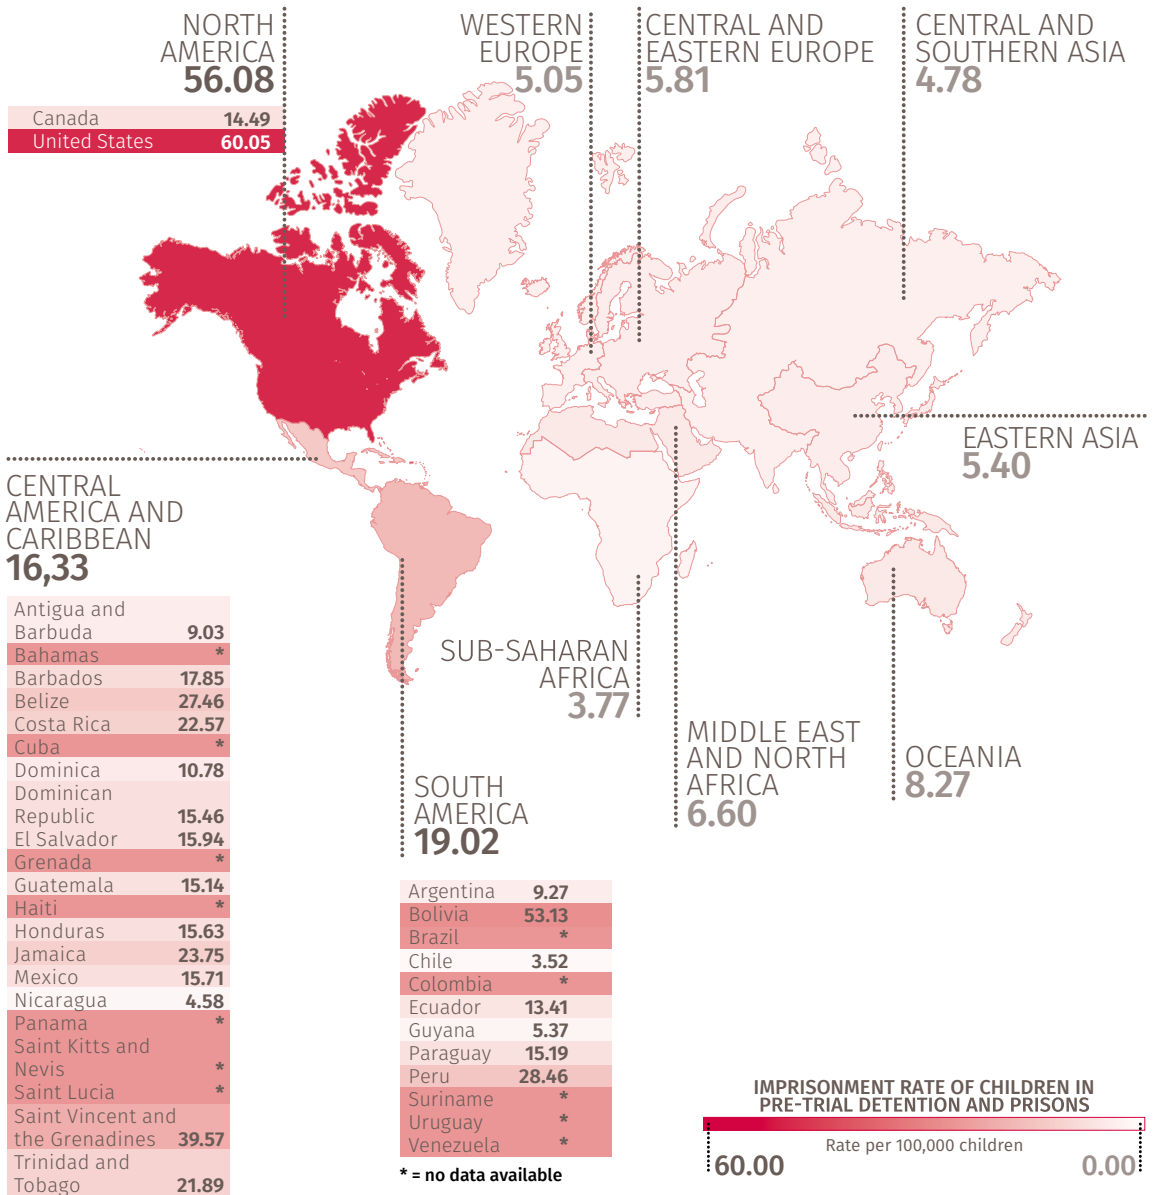 NORTH
AMERICA
56.08
Canada 14.49
United States 60.05
WESTERN
EUROPE
5.05
CENTRAL AND
EASTERN EUROPE
5.81
CENTRAL AND
SOUTHERN ASIA
4.78
EASTERN ASIA
5.40
CENTRAL
AMERICA AND
CARIBBEAN
16,33
Antigua and
Barbuda 9.03
Bahamas *
Barbados 17.85
Belize 27.46
Costa Rica 22.57
Cuba *
Dominica 10.78
Dominican
Republic 15.46
El Salvador 15.94
Grenada *
Guatemala 15.14
Haiti *
Honduras 15.63
Jamaica 23.75
Mexico 15.71
Nicaragua 4.58
Panama *
Saint Kitts and
Nevis *
Saint Lucia *
Saint Vincent and
the Grenadines 39.57
Trinidad and
Tobago 21.89
SUB-SAHARAN
AFRICA
3.77
MIDDLE EAST
AND NORTH
AFRICA
6.60
OCEANIA
8.27
SOUTH
AMERICA
19.02
Argentina 9.27
Bolivia 53.13
Brazil *
Chile 3.52
Colombia *
Ecuador 13.41
Guyana 5.37
Paraguay 15.19
Peru 28.46
Suriname *
Uruguay *
Venezuela *
* = no data available
IMPRISONMENT RATE OF CHILDREN IN
PRE-TRIAL DETENTION AND PRISONS
Rate per 100,000 children
60.00 0.00